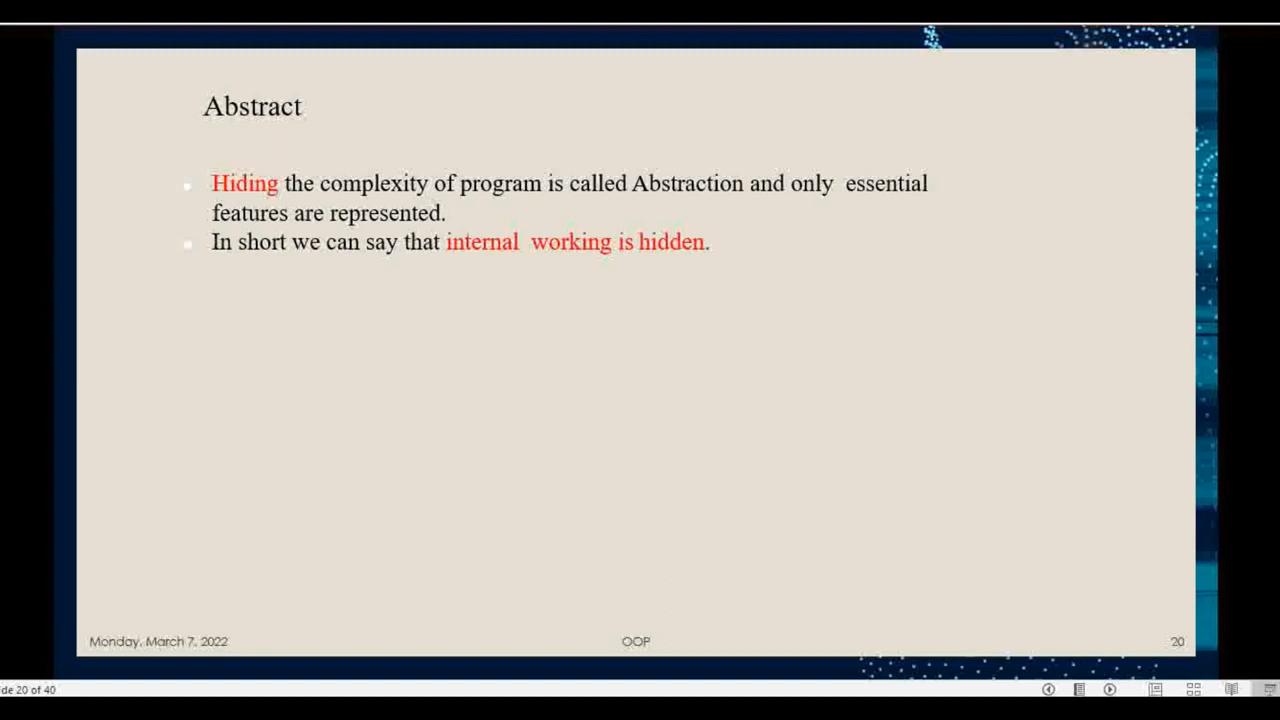 Abstract
Hiding the complexity of program is called Abstraction and only essential
features are represented.
In short we can say that internal working is hidden.
Monday, March 7, 2022
OOP
20
de 20 of 40